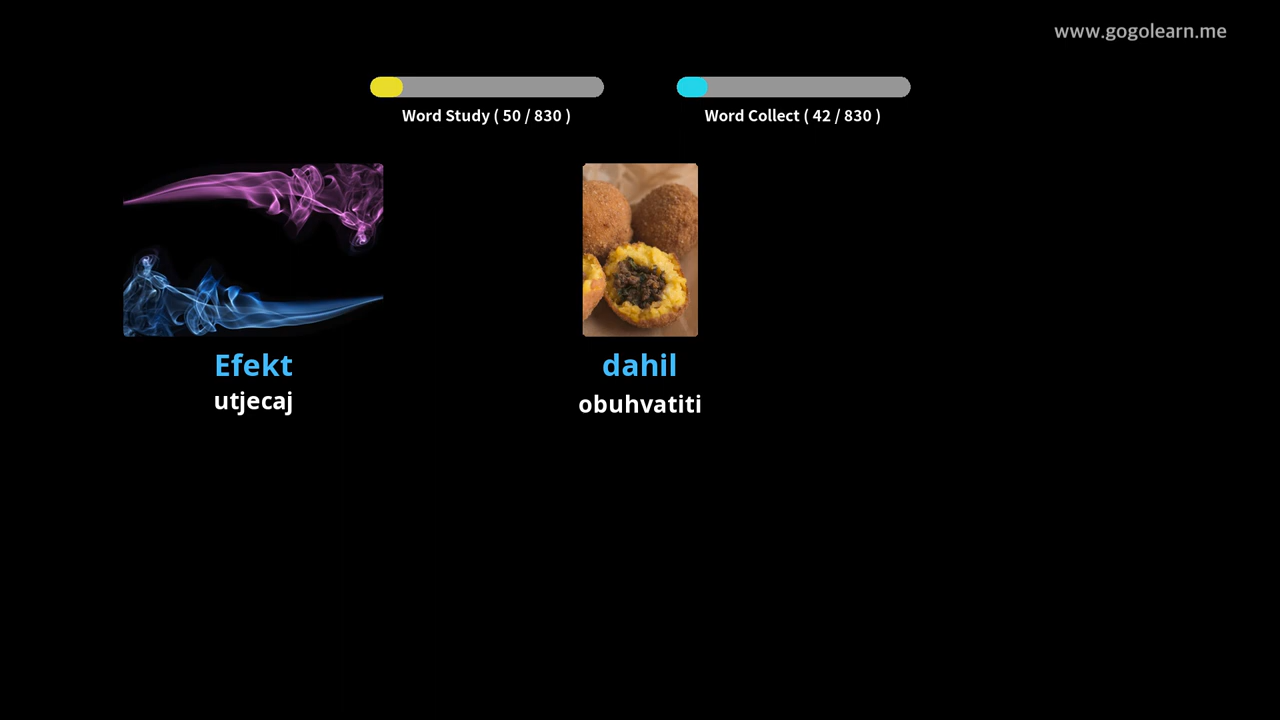 www.gogolearn.me
Word Study ( 50 / 830 )
Word Collect ( 42 / 830 )
Efekt
utjecaj
dahil
obuhvatiti